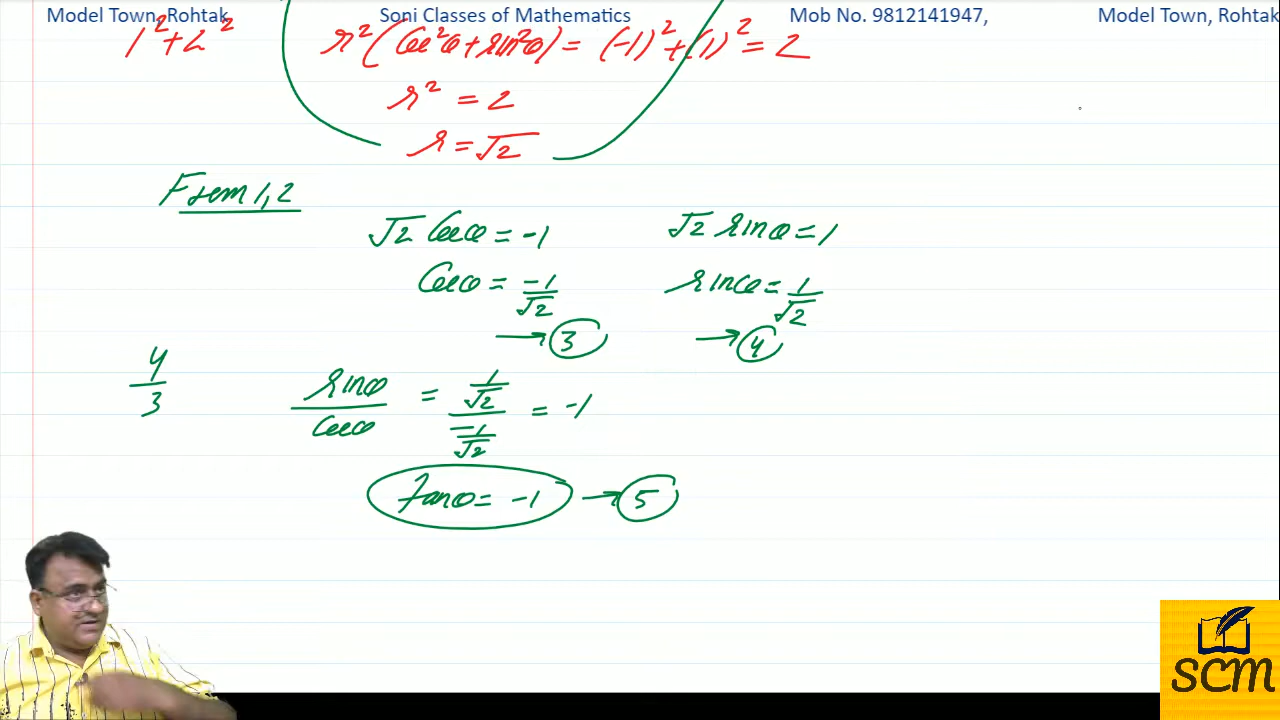 Model Town, Rohtak Soni Classes of Mathematics Mob No. 9812141947, Model Town, Rohtak
1²+2² r²(cos²θ+sin²θ) = (-1)²+(1)² = 2
r² = 2
r = √2
From 1, 2
√2 cosθ = -1 √2 sinθ = 1
cosθ = -1/√2 sinθ = 1/√2
→ 3 → 4
4/3 sinθ/cosθ = (1/√2)/(-1/√2) = -1
tanθ = -1 → 5
SCM